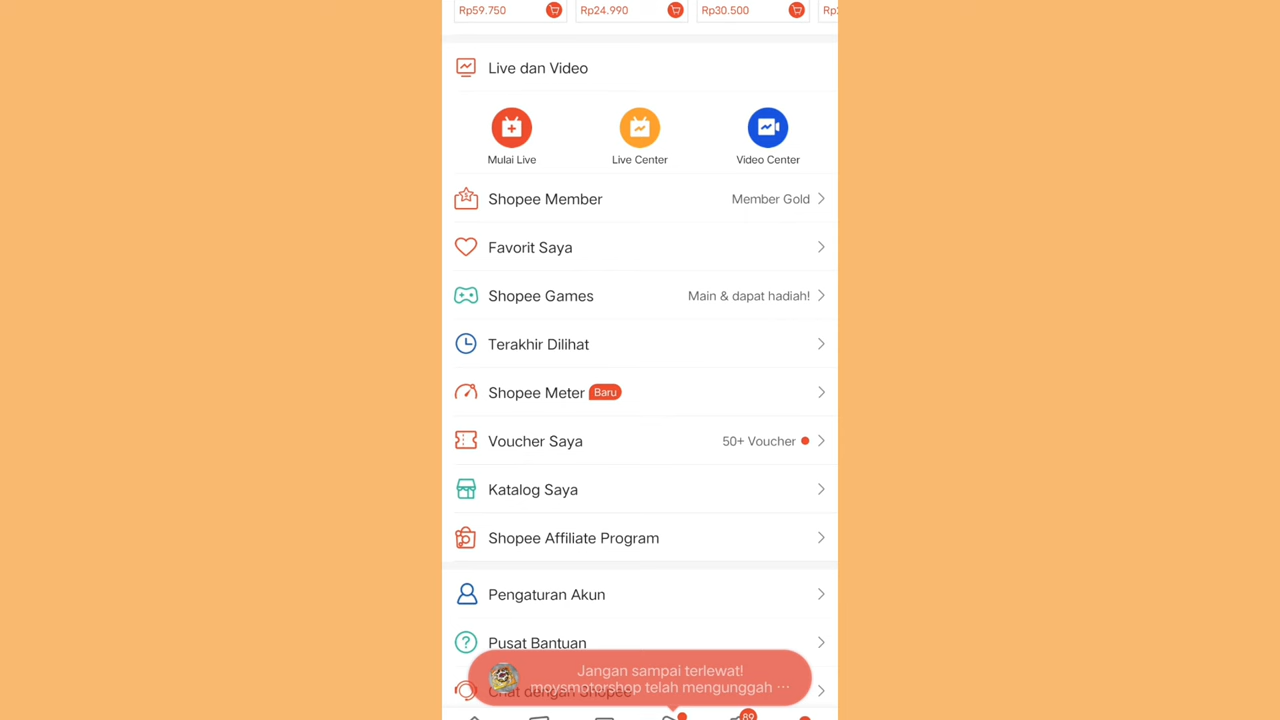 Rp59.750
Rp24.990
Rp30.500
Rp
Live dan Video
Mulai Live
Live Center
Video Center
Shopee Member
Member Gold
Favorit Saya
Shopee Games
Main & dapat hadiah!
Terakhir Dilihat
Shopee Meter
Baru
Voucher Saya
50+ Voucher
Katalog Saya
Shopee Affiliate Program
Pengaturan Akun
Pusat Bantuan
Jangan sampai terlewat!
moysmotorshop telah mengunggah ...
Chat dengan Shopee
89